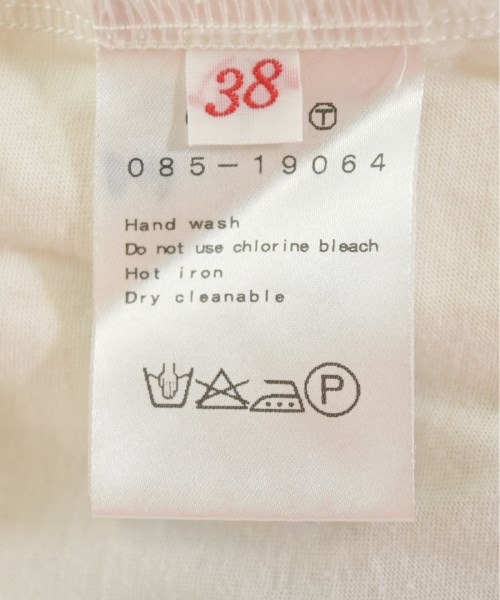 38
T
085-19064
Hand wash
Do not use chlorine bleach
Hot iron
Dry cleanable
P